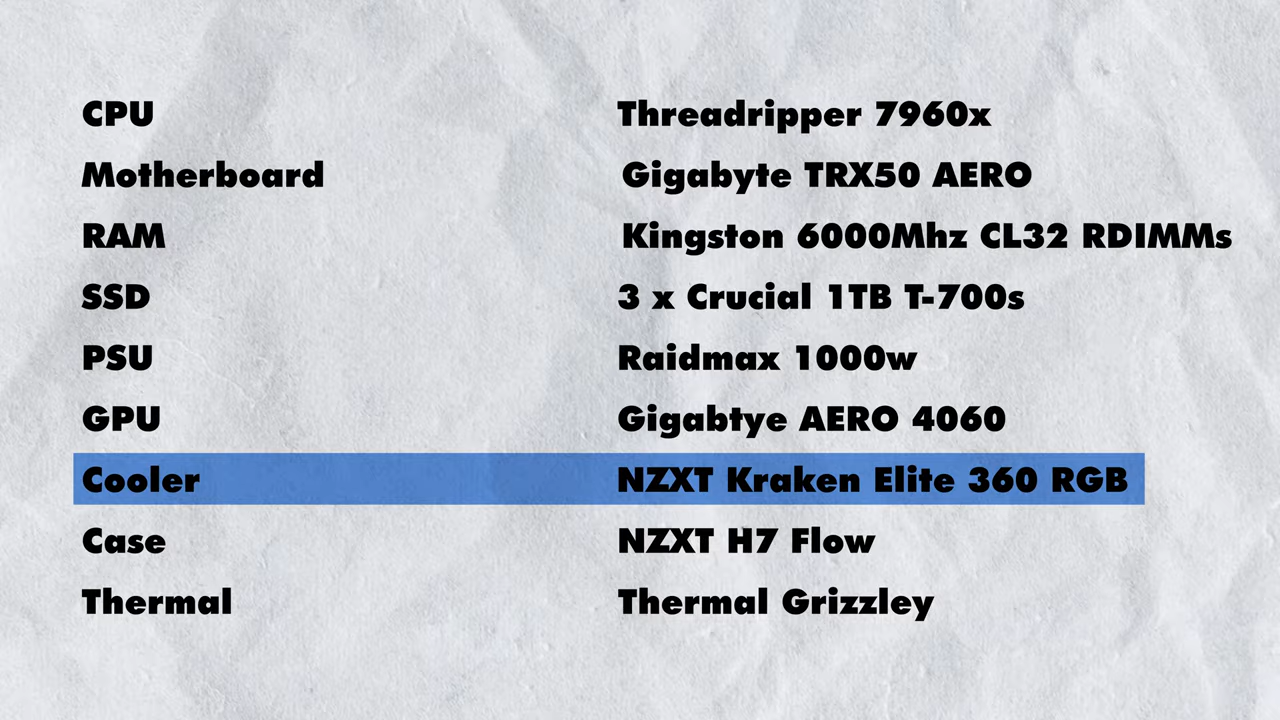 CPU Threadripper 7960x
Motherboard Gigabyte TRX50 AERO
RAM Kingston 6000Mhz CL32 RDIMMs
SSD 3 x Crucial 1TB T-700s
PSU Raidmax 1000w
GPU Gigabtye AERO 4060
Cooler NZXT Kraken Elite 360 RGB
Case NZXT H7 Flow
Thermal Thermal Grizzley